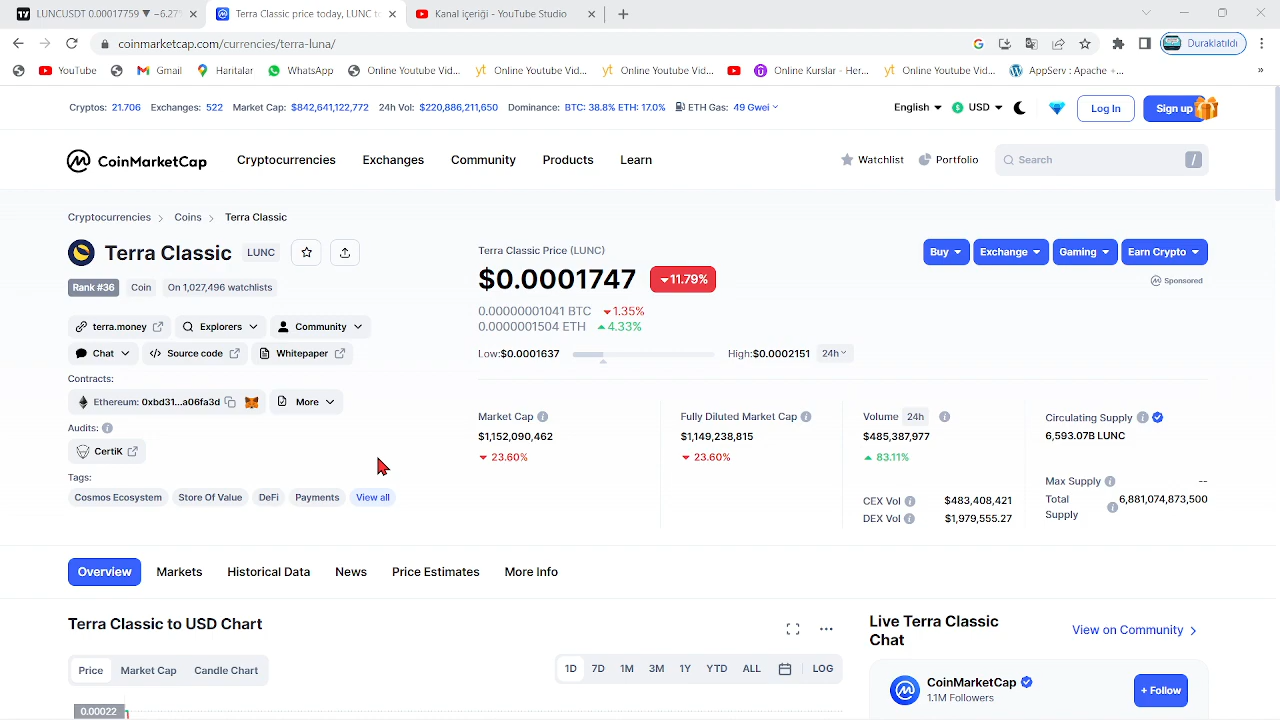 LUNCUSDT 0.00017759 ▼ −6.27%
Terra Classic price today, LUNC to
Kanal içeriği - YouTube Studio
coinmarketcap.com/currencies/terra-luna/
Duraklatıldı
YouTube
Gmail
Haritalar
WhatsApp
Online Youtube Vid...
Online Youtube Vid...
Online Youtube Vid...
Online Kurslar - Her...
Online Youtube Vid...
AppServ : Apache +...
Cryptos: 21.706 Exchanges: 522 Market Cap: $842,641,122,772 24h Vol: $220,886,211,650 Dominance: BTC: 38.8% ETH: 17.0% ETH Gas: 49 Gwei
English USD Log In Sign up
CoinMarketCap
Cryptocurrencies Exchanges Community Products Learn
Watchlist Portfolio Search /
Cryptocurrencies > Coins > Terra Classic
Terra Classic LUNC
Rank #36 Coin On 1,027,496 watchlists
terra.money Explorers Community
Chat Source code Whitepaper
Contracts:
Ethereum: 0xbd31...a06fa3d More
Audits:
CertiK
Tags:
Cosmos Ecosystem Store Of Value DeFi Payments View all
Terra Classic Price (LUNC)
$0.0001747 11.79%
0.00000001041 BTC 1.35%
0.0000001504 ETH 4.33%
Low:$0.0001637 High:$0.0002151 24h
Buy Exchange Gaming Earn Crypto
Sponsored
Market Cap
$1,152,090,462
23.60%
Fully Diluted Market Cap
$1,149,238,815
23.60%
Volume 24h
$485,387,977
83.11%
CEX Vol $483,408,421
DEX Vol $1,979,555.27
Circulating Supply
6,593.07B LUNC
Max Supply --
Total Supply 6,881,074,873,500
Overview Markets Historical Data News Price Estimates More Info
Terra Classic to USD Chart
Price Market Cap Candle Chart
1D 7D 1M 3M 1Y YTD ALL LOG
0.00022
Live Terra Classic
Chat
View on Community >
CoinMarketCap
1.1M Followers
+ Follow